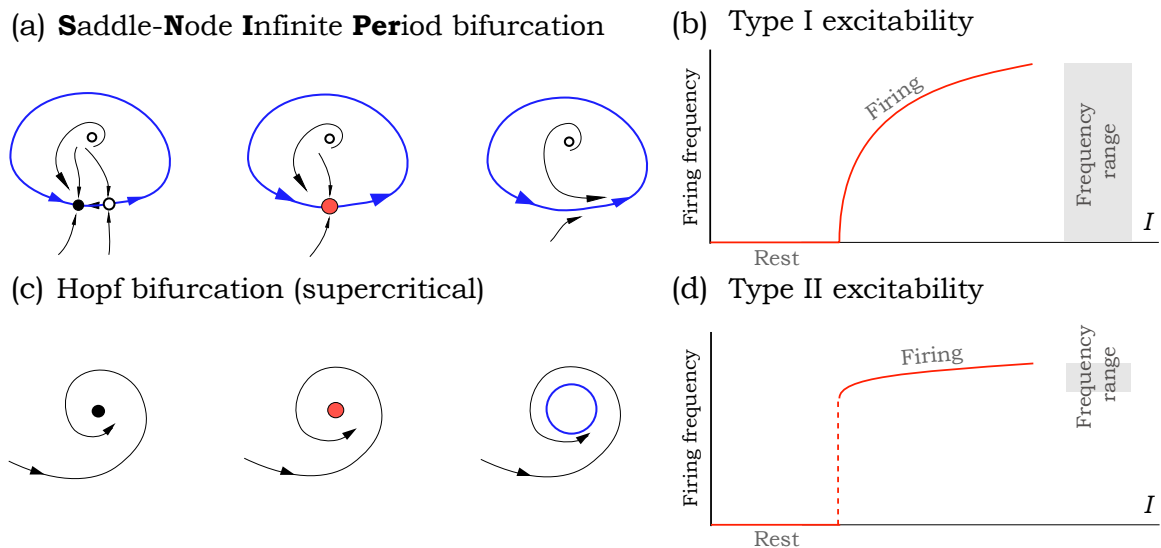 (a) Saddle-Node Infinite Period bifurcation
(b) Type I excitability
Firing frequency
Firing
Rest
Frequency
range
I
(c) Hopf bifurcation (supercritical)
(d) Type II excitability
Firing frequency
Firing
Rest
Frequency
range
I